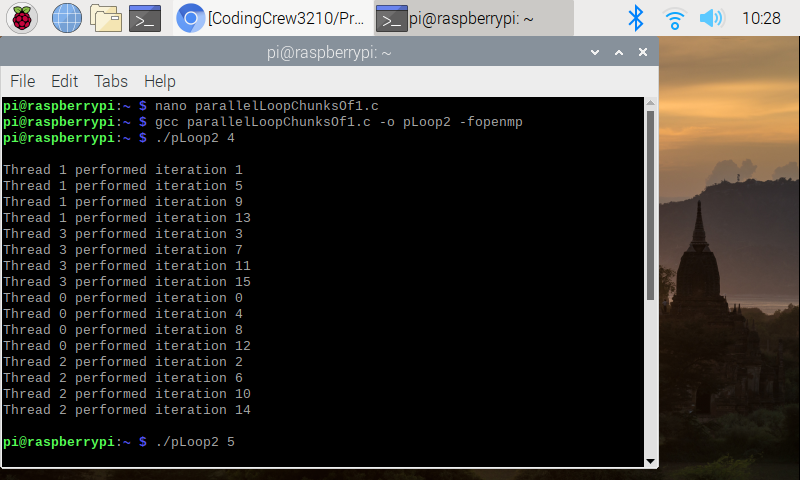 [CodingCrew3210/Pr... pi@raspberrypi: ~ 10:28
pi@raspberrypi: ~
File Edit Tabs Help
pi@raspberrypi:~ $ nano parallelLoopChunksOf1.c
pi@raspberrypi:~ $ gcc parallelLoopChunksOf1.c -o pLoop2 -fopenmp
pi@raspberrypi:~ $ ./pLoop2 4
Thread 1 performed iteration 1
Thread 1 performed iteration 5
Thread 1 performed iteration 9
Thread 1 performed iteration 13
Thread 3 performed iteration 3
Thread 3 performed iteration 7
Thread 3 performed iteration 11
Thread 3 performed iteration 15
Thread 0 performed iteration 0
Thread 0 performed iteration 4
Thread 0 performed iteration 8
Thread 0 performed iteration 12
Thread 2 performed iteration 2
Thread 2 performed iteration 6
Thread 2 performed iteration 10
Thread 2 performed iteration 14
pi@raspberrypi:~ $ ./pLoop2 5